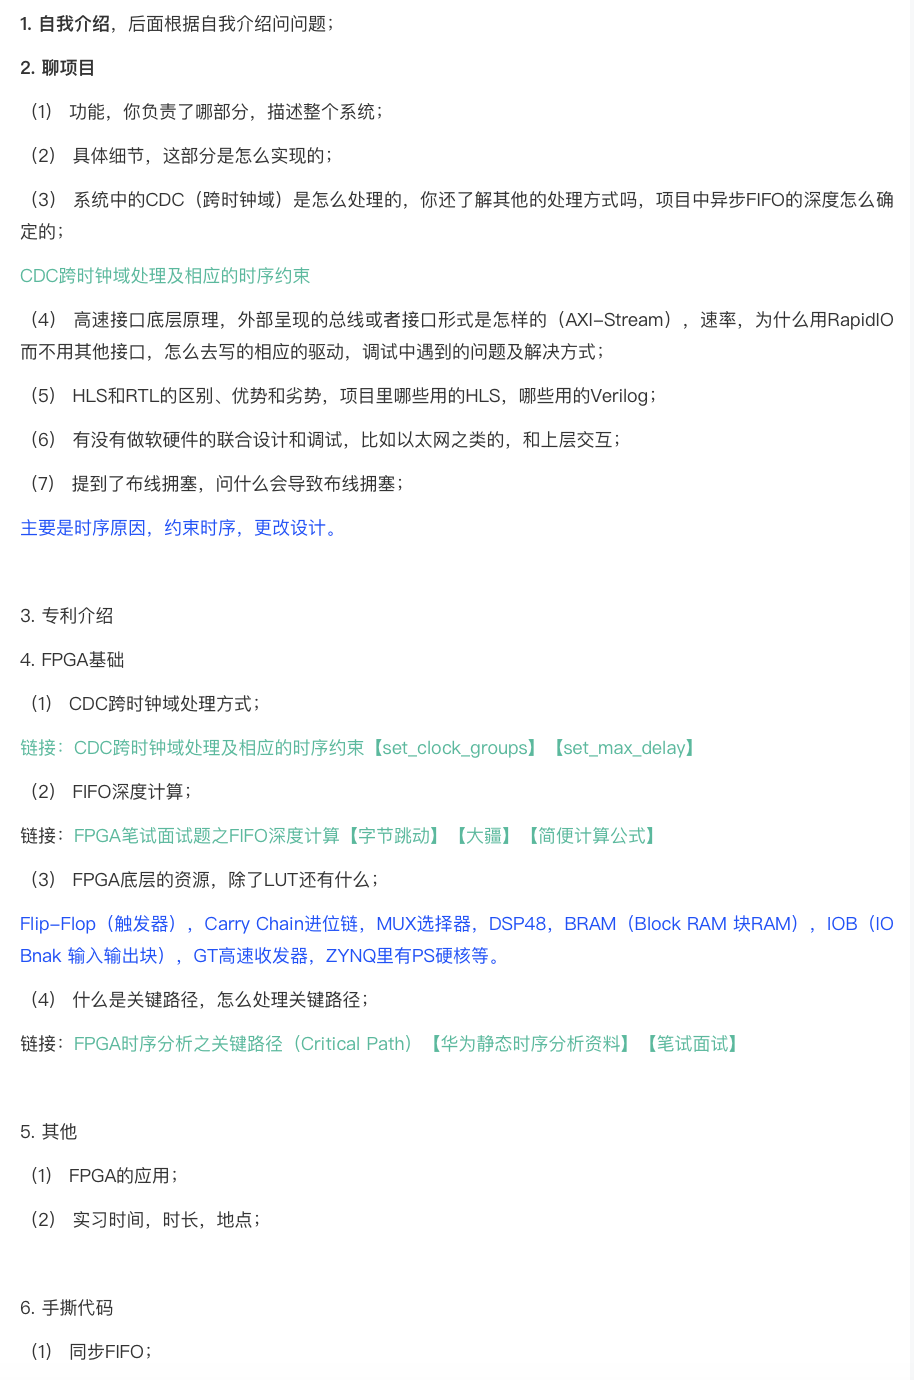 1. 自我介绍，后面根据自我介绍问问题；
2. 聊项目
（1） 功能，你负责了哪部分，描述整个系统；
（2） 具体细节，这部分是怎么实现的；
（3） 系统中的CDC（跨时钟域）是怎么处理的，你还了解其他的处理方式吗，项目中异步FIFO的深度怎么确
定的；
CDC跨时钟域处理及相应的时序约束
（4） 高速接口底层原理，外部呈现的总线或者接口形式是怎样的（AXI-Stream），速率，为什么用RapidIO
而不用其他接口，怎么去写的相应的驱动，调试中遇到的问题及解决方式；
（5） HLS和RTL的区别、优势和劣势，项目里哪些用的HLS，哪些用的Verilog；
（6） 有没有做软硬件的联合设计和调试，比如以太网之类的，和上层交互；
（7） 提到了布线拥塞，问什么会导致布线拥塞；
主要是时序原因，约束时序，更改设计。
3. 专利介绍
4. FPGA基础
（1） CDC跨时钟域处理方式；
链接：CDC跨时钟域处理及相应的时序约束【set_clock_groups】【set_max_delay】
（2） FIFO深度计算；
链接：FPGA笔试面试题之FIFO深度计算【字节跳动】【大疆】【简便计算公式】
（3） FPGA底层的资源，除了LUT还有什么；
Flip-Flop（触发器），Carry Chain进位链，MUX选择器，DSP48，BRAM（Block RAM 块RAM），IOB（IO
Bnak 输入输出块），GT高速收发器，ZYNQ里有PS硬核等。
（4） 什么是关键路径，怎么处理关键路径；
链接：FPGA时序分析之关键路径（Critical Path）【华为静态时序分析资料】【笔试面试】
5. 其他
（1） FPGA的应用；
（2） 实习时间，时长，地点；
6. 手撕代码
（1） 同步FIFO；